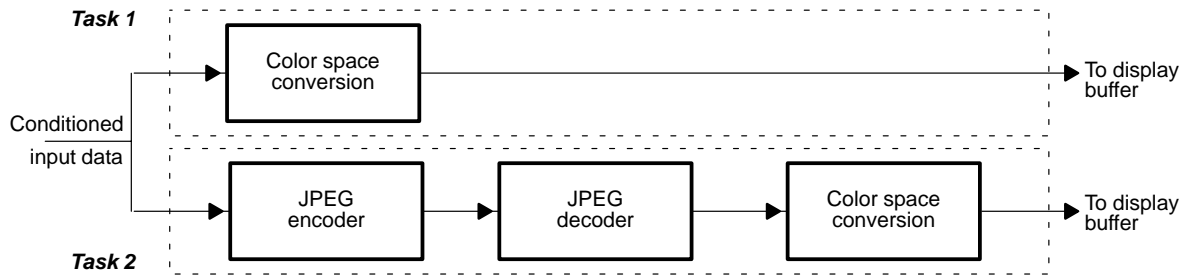 Task 1
Color space
conversion
To display
buffer
Conditioned
input data
JPEG
encoder
JPEG
decoder
Color space
conversion
To display
buffer
Task 2